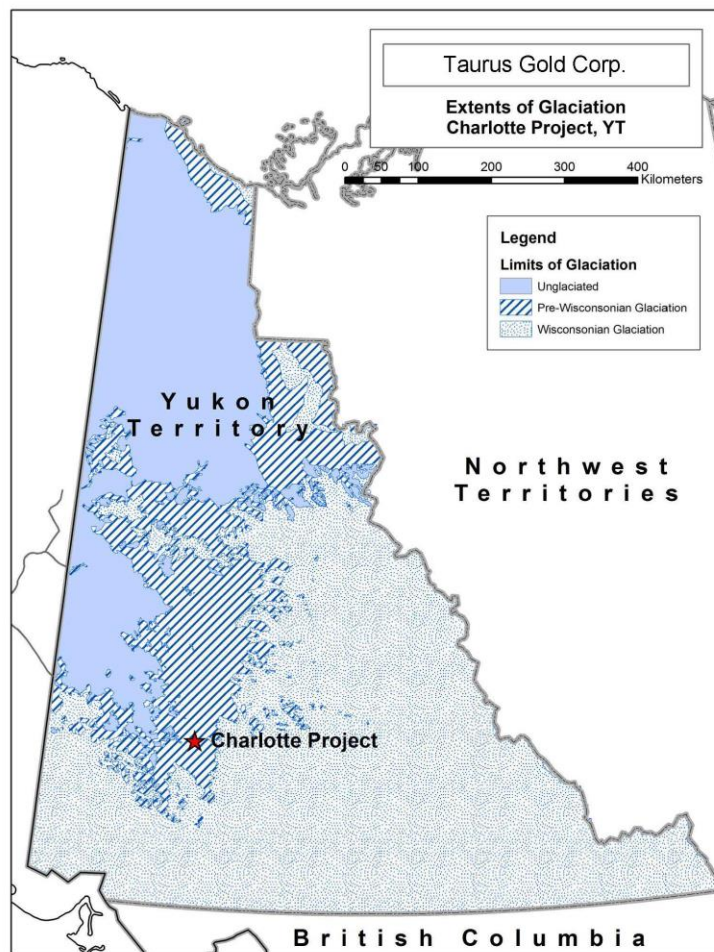 Taurus Gold Corp.
Extents of Glaciation
Charlotte Project, YT
0 50 100 200 300 400
Kilometers
Legend
Limits of Glaciation
Unglaciated
Pre-Wisconsonian Glaciation
Wisconsonian Glaciation
Yukon
Territory
Northwest
Territories
Charlotte Project
British Columbia